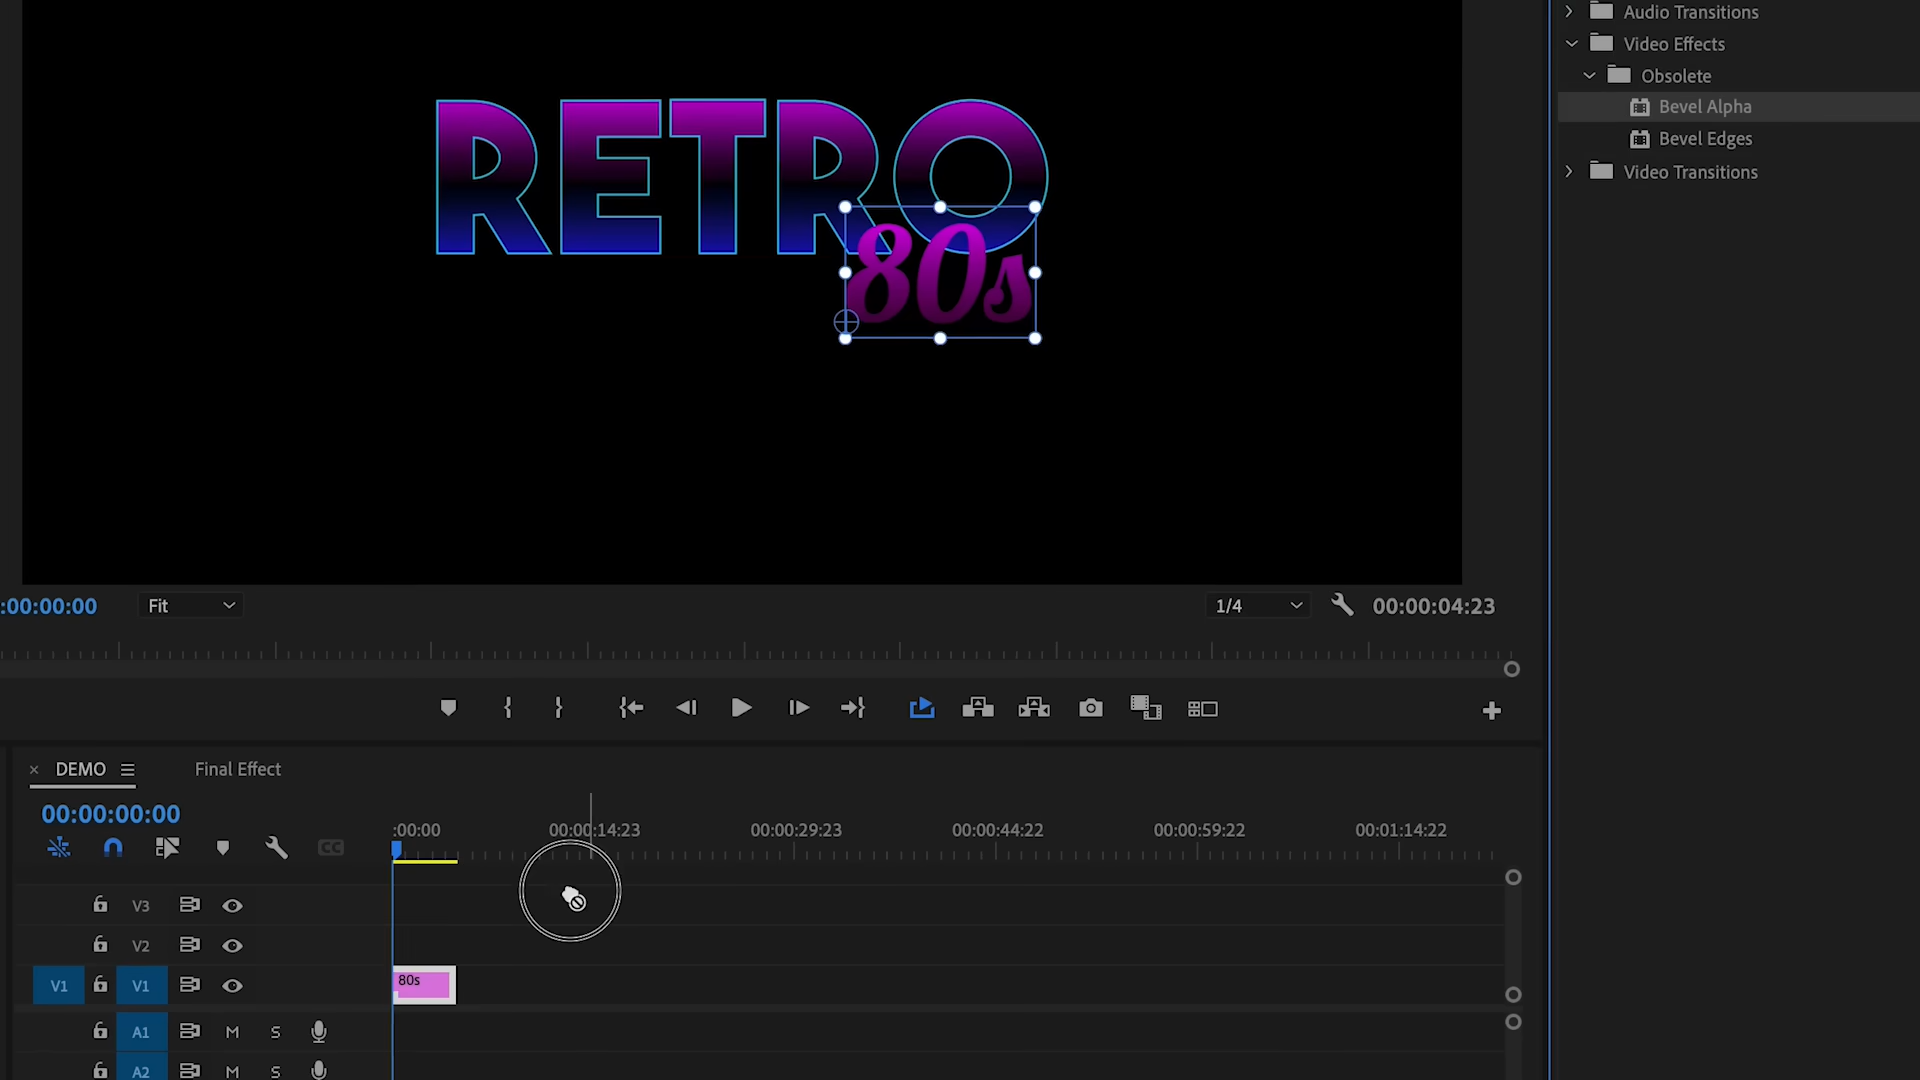 Audio Transitions
Video Effects
Obsolete
Bevel Alpha
Bevel Edges
Video Transitions
RETRO
80s
:00:00:00
Fit
1/4
00:00:04:23
DEMO
Final Effect
00:00:00:00
:00:00
00:00:14:23
00:00:29:23
00:00:44:22
00:00:59:22
00:01:14:22
CC
V3
V2
V1
V1
80s
A1
M
S
A2
M
S